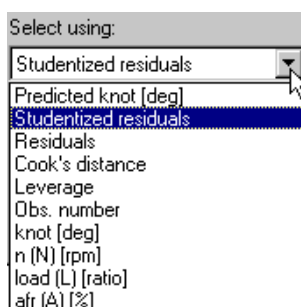 Select using:
Studentized residuals
Predicted knot [deg]
Studentized residuals
Residuals
Cook's distance
Leverage
Obs. number
knot [deg]
n (N) [rpm]
load (L) [ratio]
afr (A) [%]